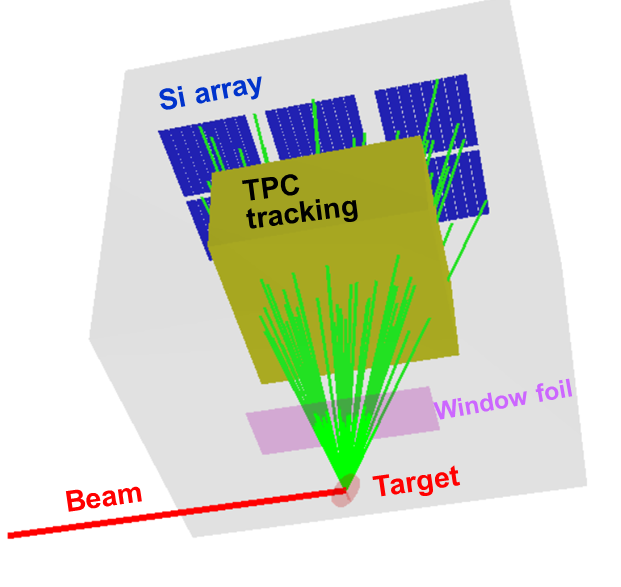 Si array
TPC
tracking
Window foil
Beam
Target